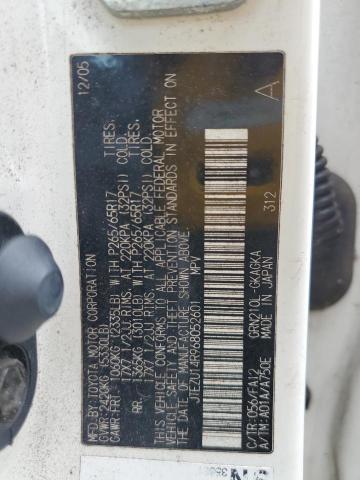 MFD.BY: TOYOTA MOTOR CORPORATION 12/05
GVWR: 2420KG (5330LB)
GAWR: FRT 1060KG (2335LB) WITH P265/65R17 TIRES,
17X7 1/2JJ RIMS, AT 220KPA (32PSI) COLD.
RR 1365KG (3010LB) WITH P265/65R17 TIRES,
17X7 1/2JJ RIMS, AT 220KPA (32PSI) COLD.
THIS VEHICLE CONFORMS TO ALL APPLICABLE FEDERAL MOTOR
VEHICLE SAFETY, BUMPER, AND THEFT PREVENTION STANDARDS IN EFFECT ON
THE DATE OF MANUFACTURE SHOWN ABOVE.
JTEZU14R968052601 MPV
A
312
C/TR:056/FA12 GRN210L-GKAGKA
A/TM:A01A/A750E MADE IN JAPAN